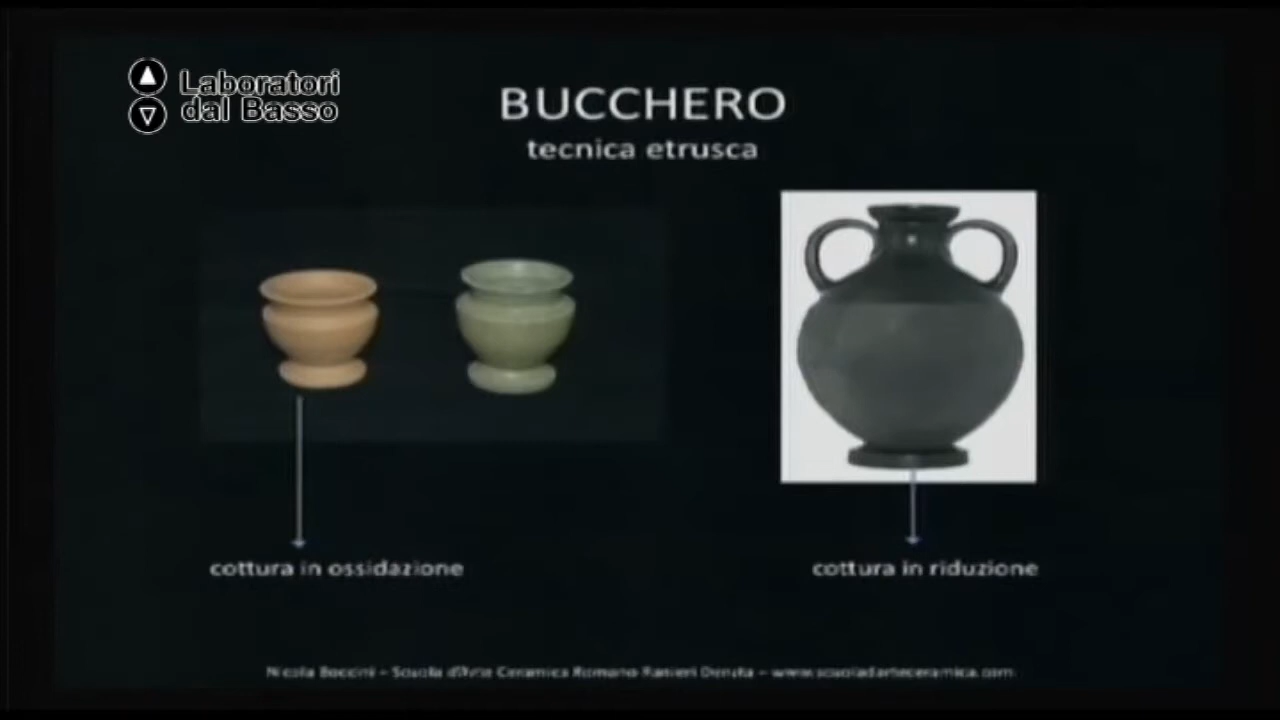 Laboratori
dal Basso
BUCCHERO
tecnica etrusca
cottura in ossidazione
cottura in riduzione
Nicola Boccini – Scuola d'Arte Ceramica Romano Ranieri Deruta – www.scuoladarteceramica.com